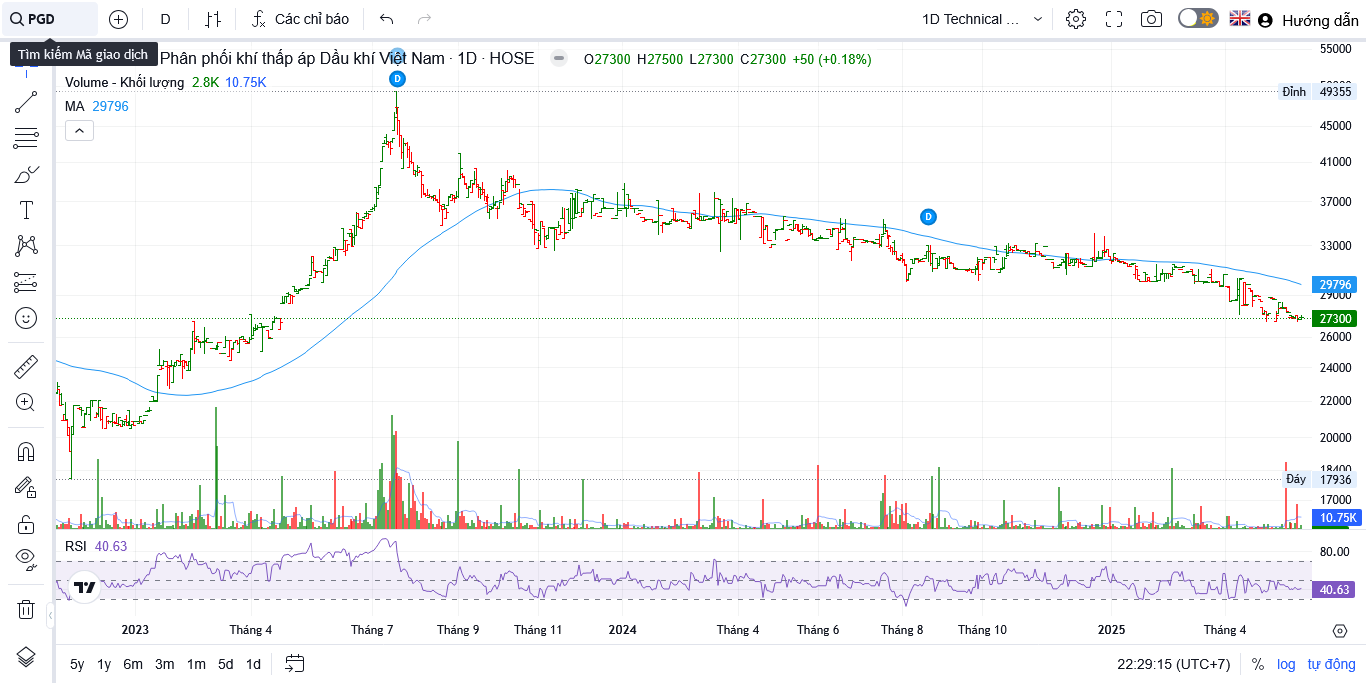 PGD
D
Các chỉ báo
1D Technical ...
Hướng dẫn
Tìm kiếm Mã giao dịch
Phân phối khí thấp áp Dầu khí Việt Nam · 1D · HOSE
O27300 H27500 L27300 C27300 +50 (+0.18%)
Volume - Khối lượng 2.8K 10.75K
D
MA 29796
D
55000
Đỉnh 49355
45000
41000
37000
33000
29796
29000
27300
26000
24000
22000
20000
18400
Đáy 17936
17000
10.75K
RSI 40.63
80.00
40.63
2023 Tháng 4 Tháng 7 Tháng 9 Tháng 11 2024 Tháng 4 Tháng 6 Tháng 8 Tháng 10 2025 Tháng 4
5y 1y 6m 3m 1m 5d 1d
22:29:15 (UTC+7) % log tự động